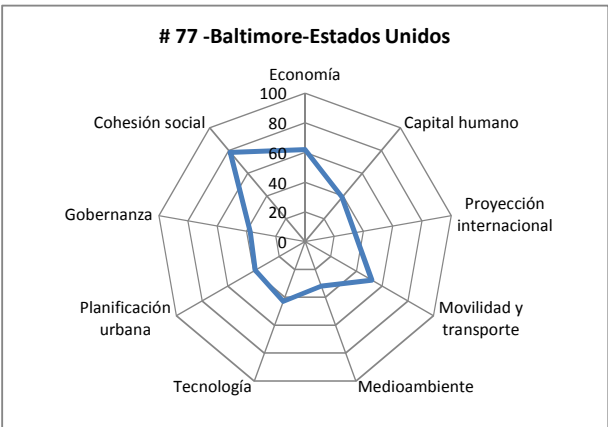 # 77 -Baltimore-Estados Unidos
Economía
100
80
60
40
20
0
Capital humano
Proyección
internacional
Movilidad y
transporte
Medioambiente
Tecnología
Planificación
urbana
Gobernanza
Cohesión social